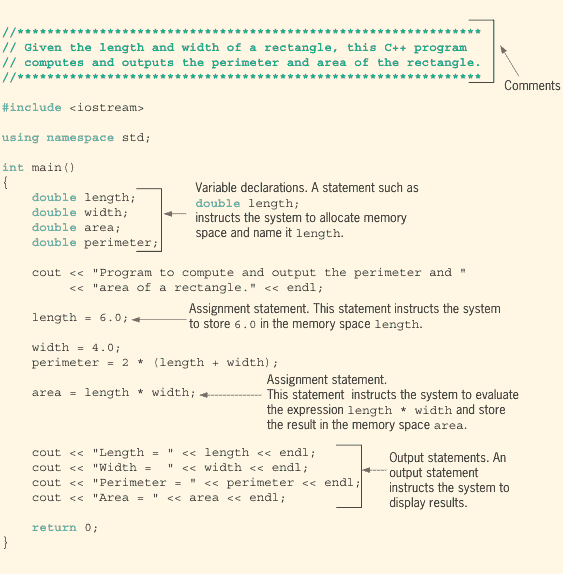 //*************************************************************
// Given the length and width of a rectangle, this C++ program
// computes and outputs the perimeter and area of the rectangle.
//*************************************************************
Comments
#include <iostream>
using namespace std;
int main()
{
double length;
double width;
double area;
double perimeter;
Variable declarations. A statement such as
double length;
instructs the system to allocate memory
space and name it length.
cout << "Program to compute and output the perimeter and "
<< "area of a rectangle." << endl;
length = 6.0;
Assignment statement. This statement instructs the system
to store 6.0 in the memory space length.
width = 4.0;
perimeter = 2 * (length + width);
area = length * width;
Assignment statement.
This statement instructs the system to evaluate
the expression length * width and store
the result in the memory space area.
cout << "Length = " << length << endl;
cout << "Width =  " << width << endl;
cout << "Perimeter = " << perimeter << endl;
cout << "Area = " << area << endl;
Output statements. An
output statement
instructs the system to
display results.
return 0;
}